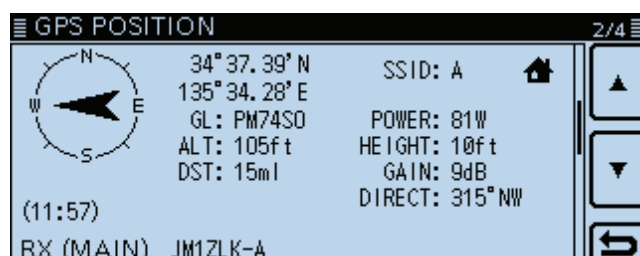 GPS POSITION 2/4
N
W E
S
34°37.39'N
135°34.28'E
GL: PM74SO
ALT: 105ft
DST: 15ml
SSID: A
POWER: 81W
HEIGHT: 10ft
GAIN: 9dB
DIRECT: 315°NW
(11:57)
RX (MAIN) JM1ZLK-A